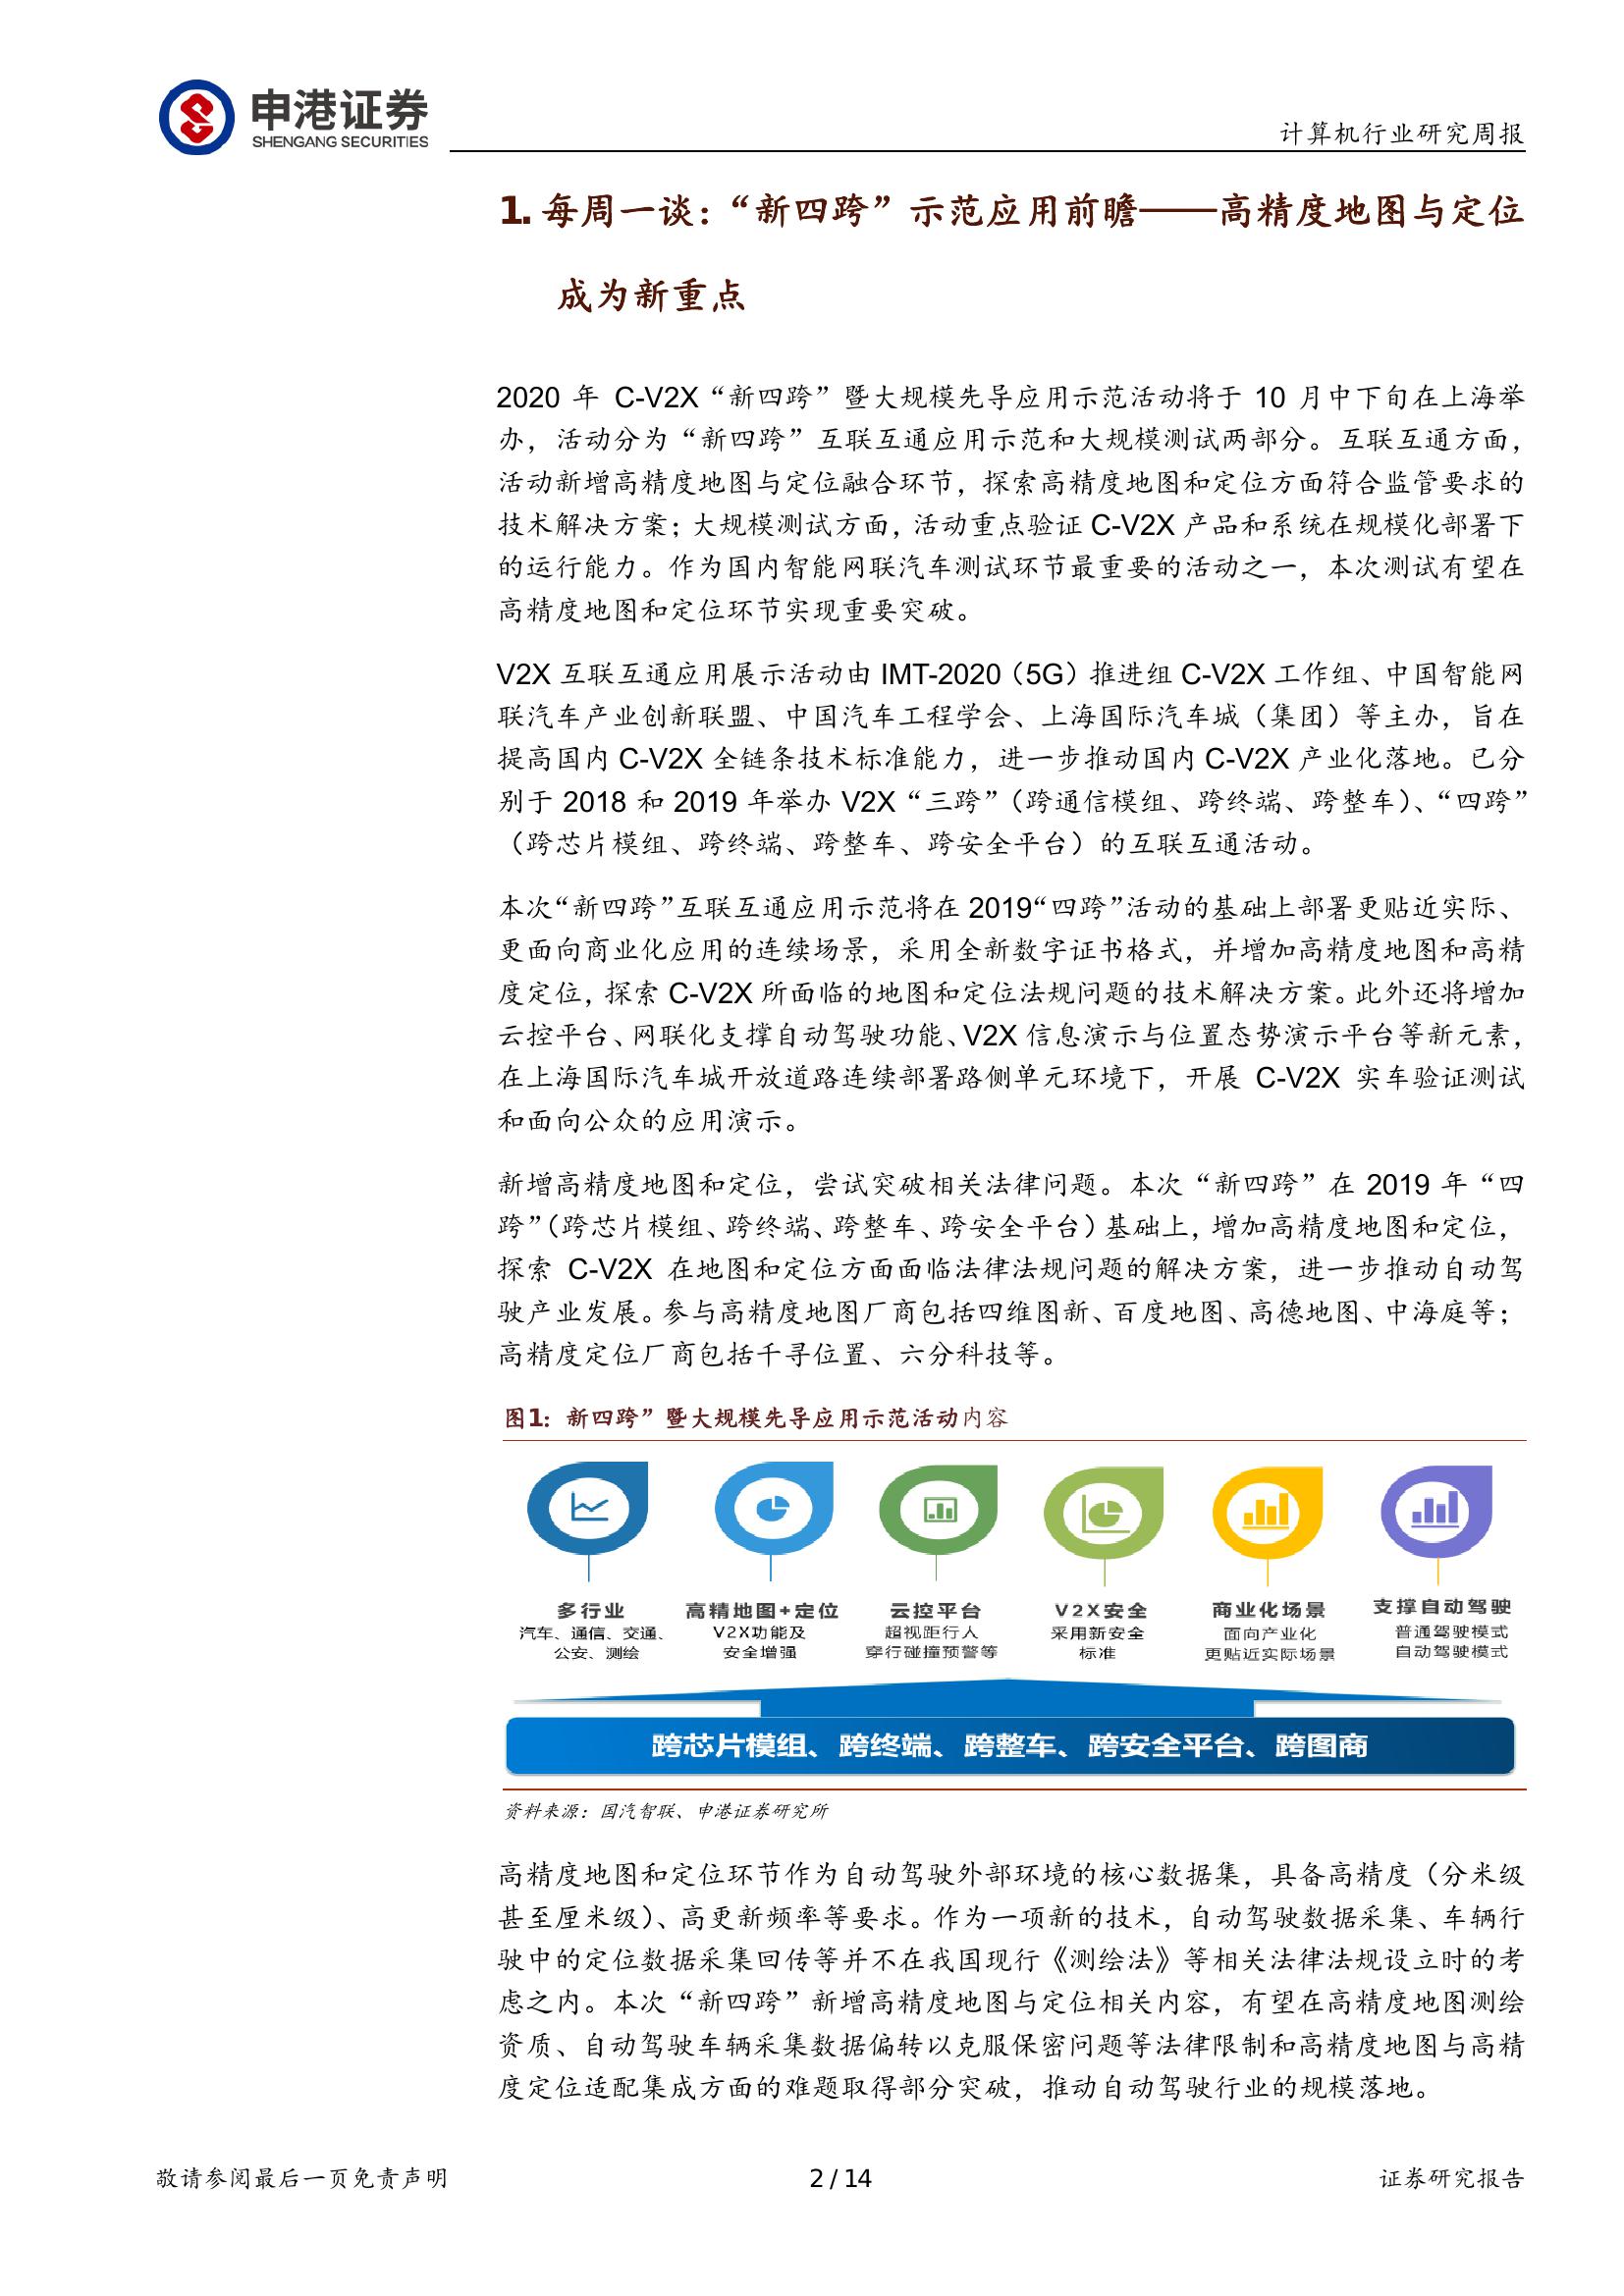 申港证券
SHENGANG SECURITIES
计算机行业研究周报
1. 每周一谈：“新四跨”示范应用前瞻——高精度地图与定位
成为新重点
2020 年 C-V2X“新四跨”暨大规模先导应用示范活动将于 10 月中下旬在上海举
办，活动分为“新四跨”互联互通应用示范和大规模测试两部分。互联互通方面，
活动新增高精度地图与定位融合环节，探索高精度地图和定位方面符合监管要求的
技术解决方案；大规模测试方面，活动重点验证 C-V2X 产品和系统在规模化部署下
的运行能力。作为国内智能网联汽车测试环节最重要的活动之一，本次测试有望在
高精度地图和定位环节实现重要突破。
V2X 互联互通应用展示活动由 IMT-2020（5G）推进组 C-V2X 工作组、中国智能网
联汽车产业创新联盟、中国汽车工程学会、上海国际汽车城（集团）等主办，旨在
提高国内 C-V2X 全链条技术标准能力，进一步推动国内 C-V2X 产业化落地。已分
别于 2018 和 2019 年举办 V2X“三跨”（跨通信模组、跨终端、跨整车）、“四跨”
（跨芯片模组、跨终端、跨整车、跨安全平台）的互联互通活动。
本次“新四跨”互联互通应用示范将在 2019“四跨”活动的基础上部署更贴近实际、
更面向商业化应用的连续场景，采用全新数字证书格式，并增加高精度地图和高精
度定位，探索 C-V2X 所面临的地图和定位法规问题的技术解决方案。此外还将增加
云控平台、网联化支撑自动驾驶功能、V2X 信息演示与位置态势演示平台等新元素，
在上海国际汽车城开放道路连续部署路侧单元环境下，开展 C-V2X 实车验证测试
和面向公众的应用演示。
新增高精度地图和定位，尝试突破相关法律问题。本次“新四跨”在 2019 年“四
跨”（跨芯片模组、跨终端、跨整车、跨安全平台）基础上，增加高精度地图和定位，
探索 C-V2X 在地图和定位方面面临法律法规问题的解决方案，进一步推动自动驾
驶产业发展。参与高精度地图厂商包括四维图新、百度地图、高德地图、中海庭等；
高精度定位厂商包括千寻位置、六分科技等。
图1：新四跨”暨大规模先导应用示范活动内容
多行业
汽车、通信、交通、
公安、测绘
高精地图+定位
V2X功能及
安全增强
云控平台
超视距行人
穿行碰撞预警等
V2X安全
采用新安全
标准
商业化场景
面向产业化
更贴近实际场景
支撑自动驾驶
普通驾驶模式
自动驾驶模式
跨芯片模组、跨终端、跨整车、跨安全平台、跨图商
资料来源：国汽智联、申港证券研究所
高精度地图和定位环节作为自动驾驶外部环境的核心数据集，具备高精度（分米级
甚至厘米级）、高更新频率等要求。作为一项新的技术，自动驾驶数据采集、车辆行
驶中的定位数据采集回传等并不在我国现行《测绘法》等相关法律法规设立时的考
虑之内。本次“新四跨”新增高精度地图与定位相关内容，有望在高精度地图测绘
资质、自动驾驶车辆采集数据偏转以克服保密问题等法律限制和高精度地图与高精
度定位适配集成方面的难题取得部分突破，推动自动驾驶行业的规模落地。
敬请参阅最后一页免责声明
2 / 14
证券研究报告